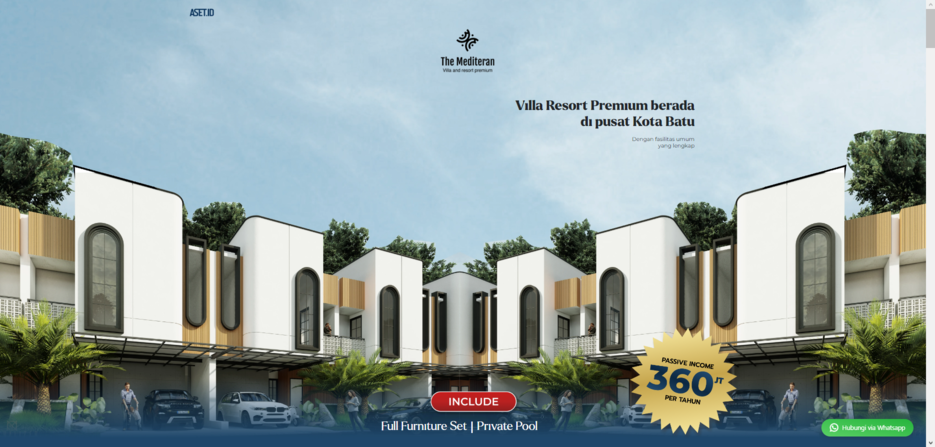 ASET.ID
The Mediteran
Villa and resort premium
Villa Resort Premium berada
di pusat Kota Batu
Dengan fasilitas umum
yang lengkap
PASSIVE INCOME
360 JT
PER TAHUN
INCLUDE
Full Furniture Set | Private Pool
Hubungi via Whatsapp